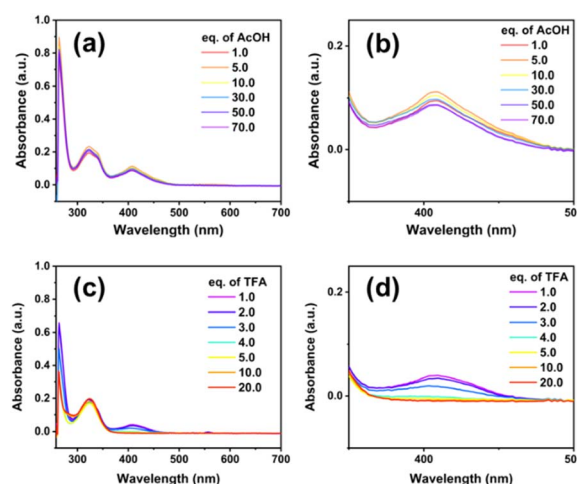 (a)
eq. of AcOH
1.0
5.0
10.0
30.0
50.0
70.0
1.0
0.8
0.6
0.4
0.2
0.0
Absorbance (a.u.)
300 400 500 600 700
Wavelength (nm)
(b)
eq. of AcOH
1.0
5.0
10.0
30.0
50.0
70.0
0.2
0.0
Absorbance (a.u.)
400 50
Wavelength (nm)
(c)
eq. of TFA
1.0
2.0
3.0
4.0
5.0
10.0
20.0
1.0
0.8
0.6
0.4
0.2
0.0
Absorbance (a.u.)
300 400 500 600 700
Wavelength (nm)
(d)
eq. of TFA
1.0
2.0
3.0
4.0
5.0
10.0
20.0
0.2
0.0
Absorbance (a.u.)
400 50
Wavelength (nm)